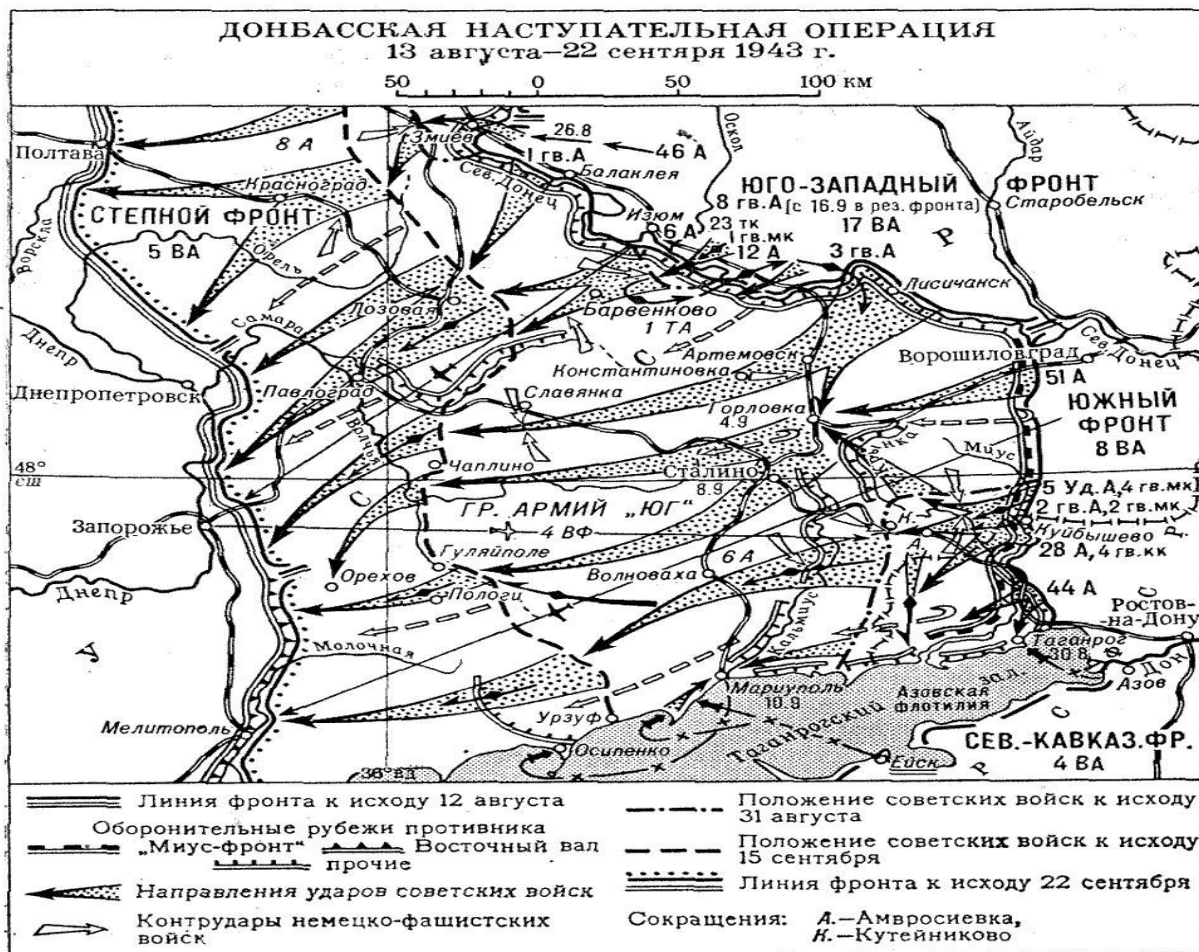 ДОНБАССКАЯ НАСТУПАТЕЛЬНАЯ ОПЕРАЦИЯ
13 августа—22 сентября 1943 г.
50 0 50 100 км
Полтава
8 А
Змиев
26.8
46 А
1 гв.А
Сев. Донец
Балаклея
Оскол
Айдар
Красноград
СТЕПНОЙ ФРОНТ
5 ВА
Ворскла
Орель
Изюм
6 А
ЮГО-ЗАПАДНЫЙ ФРОНТ
8 гв.А (с 16.9 в рез. фронта)
17 ВА
23 тк
1 гв.мк
12 А
3 гв.А
Старобельск
Р
Лисичанск
Лозовая
Барвенково
1 ТА
С
Самара
Днепр
Днепропетровск
Павлоград
Волчья
Славянка
Артемовск
Константиновка
Ворошиловград
Сев. Донец
51 А
Горловка
4.9
ЮЖНЫЙ
ФРОНТ
8 ВА
Миус
48°
сш
Чаплино
С
Сталино
8.9
ГР. АРМИЙ „ЮГ"
4 ВФ
К.
А.
5 Уд. А, 4 гв.мк
2 гв.А, 2 гв.мк
Куйбышево
28 А, 4 гв.кк
44 А
Р.
Запорожье
Гуляйполе
Орехов
Пологи
6 А
Волноваха
Кальмиус
Днепр
Молочная
У
Ростов-
на-Дону
Таганрог
30.8
С
Ф
Дон
Азов
Мариуполь
10.9
Азовская
флотилия
Таганрогский зал.
Мелитополь
Урзуф
Осипенко
Ейск
Р
С
СЕВ.-КАВКАЗ.ФР.
4 ВА
36° вд
Линия фронта к исходу 12 августа
Оборонительные рубежи противника
„Миус-фронт" Восточный вал
прочие
Направления ударов советских войск
Контрудары немецко-фашистских
войск
Положение советских войск к исходу
31 августа
Положение советских войск к исходу
15 сентября
Линия фронта к исходу 22 сентября
Сокращения: А.—Амвросиевка,
К.—Кутейниково